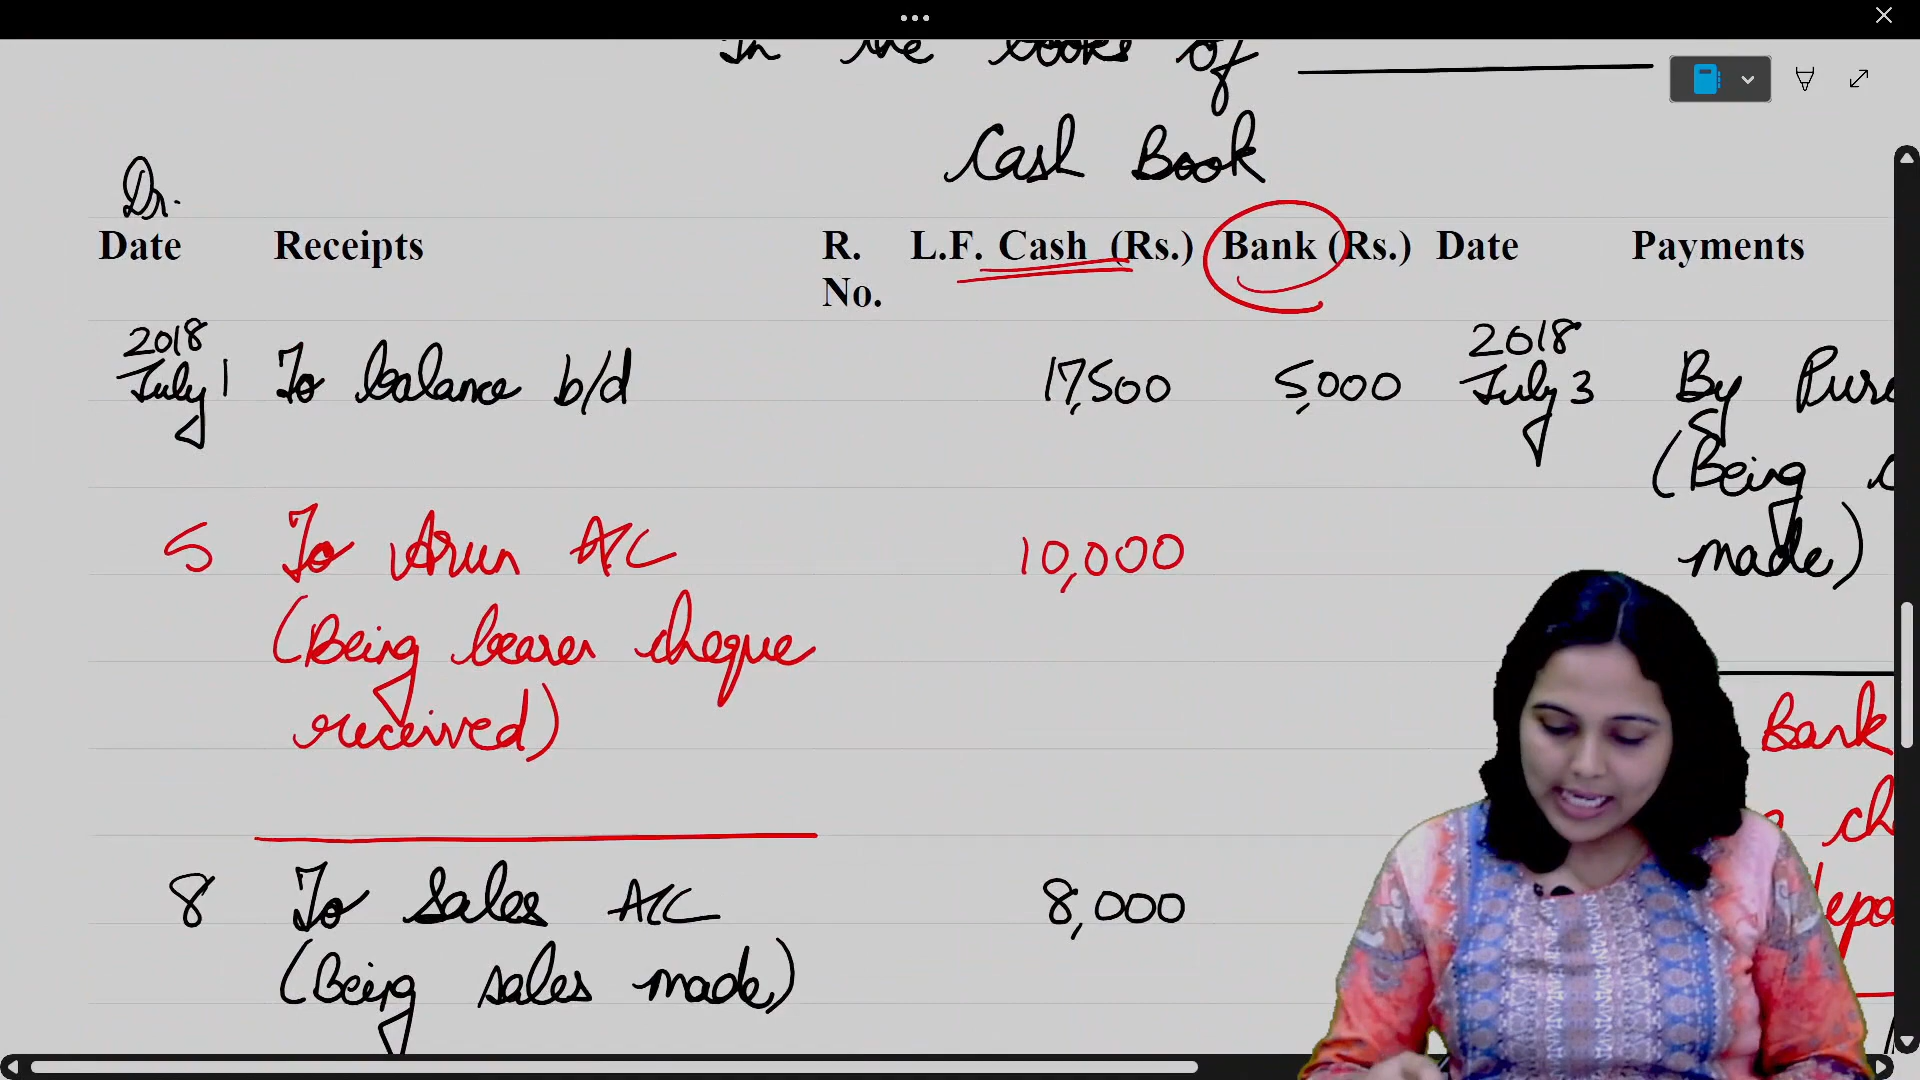 In the books of
Cash Book
Dr.
Date Receipts R. No. L.F. Cash (Rs.) Bank (Rs.) Date Payments
2018 2018
July 1 To balance b/d 17,500 5,000 July 3 By
(Being
made)
5 To Arun A/C 10,000
(Being bearer cheque
received)
Bank
8 To Sales A/C 8,000
(Being sales made)